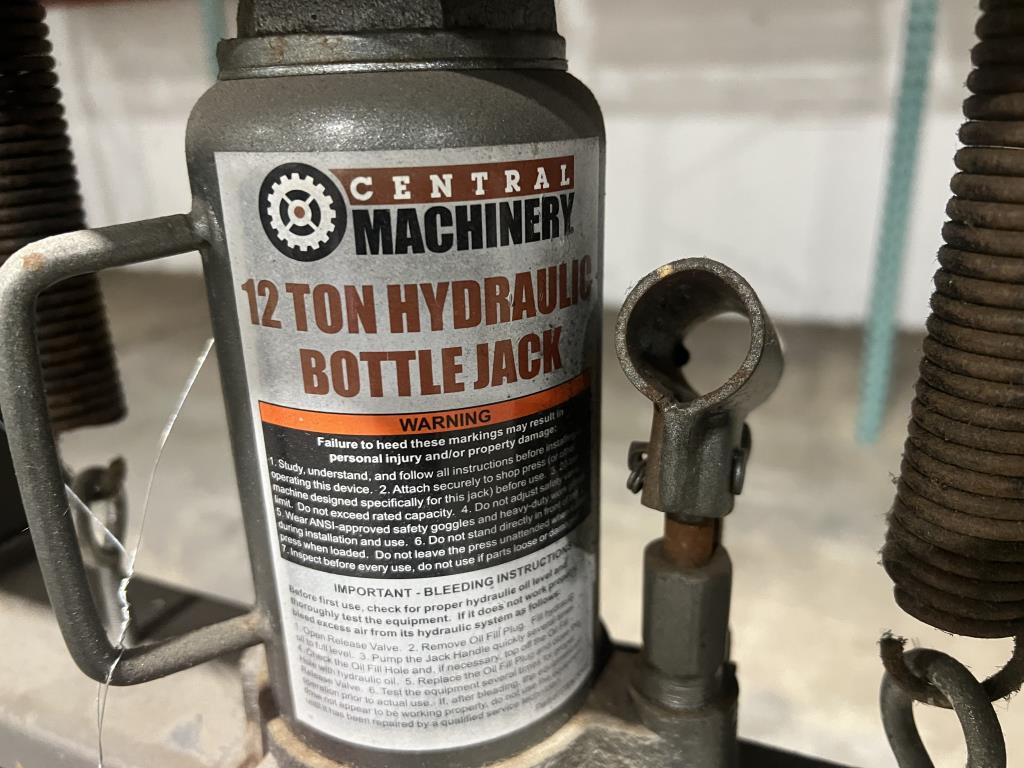 CENTRAL
MACHINERY
12 TON HYDRAULIC
BOTTLE JACK
WARNING
Failure to heed these markings may result in
personal injury and/or property damage:
1. Study, understand, and follow all instructions before installing
operating this device. 2. Attach securely to shop press (or other
machine designed specifically for this jack) before use. 3.
limit. Do not exceed rated capacity. 4. Do not adjust safety
5. Wear ANSI-approved safety goggles and heavy-duty work
during installation and use. 6. Do not stand directly in front of
press when loaded. Do not leave the press unattended when
7. Inspect before every use, do not use if parts loose or
IMPORTANT - BLEEDING INSTRUCTIONS
Before first use, check for proper hydraulic oil level and
thoroughly test the equipment. If it does not work properly
bleed excess air from its hydraulic system as follows:
1. Open Release Valve. 2. Remove Oil Fill Plug. Fill hydraulic
oil to full level. 3. Pump the Jack Handle quickly several
4. Check the Oil Fill Hole and, if necessary, top off the Oil Fill
Hole with hydraulic oil. 5. Replace the Oil Fill Plug and close the
Release Valve. 6. Test the equipment several times for
operation prior to actual use. If, after bleeding, the
does not appear to be working properly, do not use the
until it has been repaired by a qualified service technician.